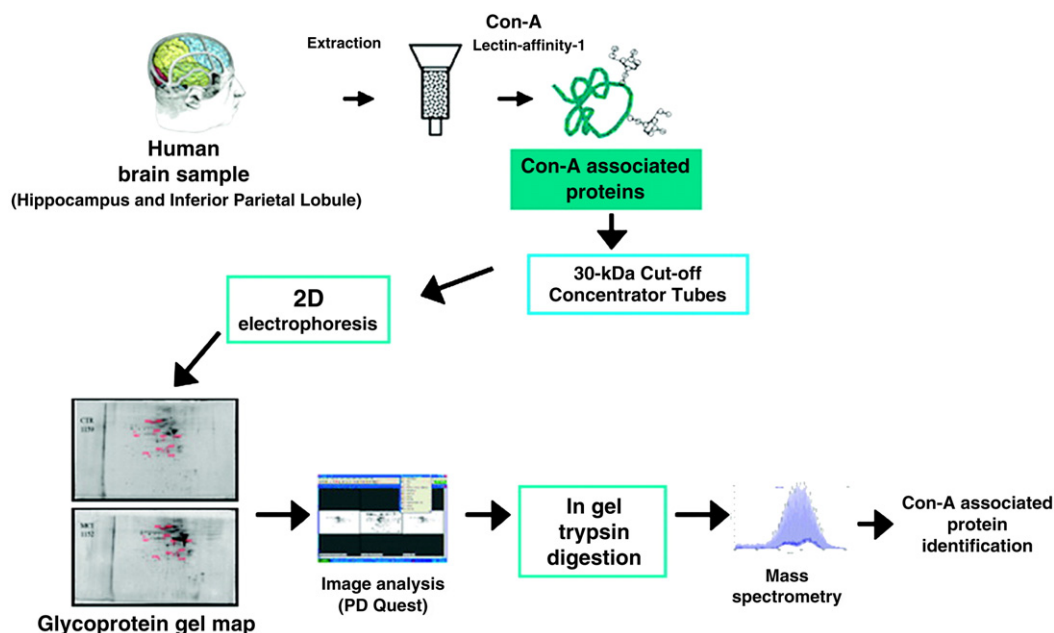 Human
brain sample
(Hippocampus and Inferior Parietal Lobule)
Extraction
Con-A
Lectin-affinity-1
Con-A associated
proteins
30-kDa Cut-off
Concentrator Tubes
2D
electrophoresis
CTR
MCI
1152
Glycoprotein gel map
Image analysis
(PD Quest)
In gel
trypsin
digestion
Mass
spectrometry
Con-A associated
protein
identification